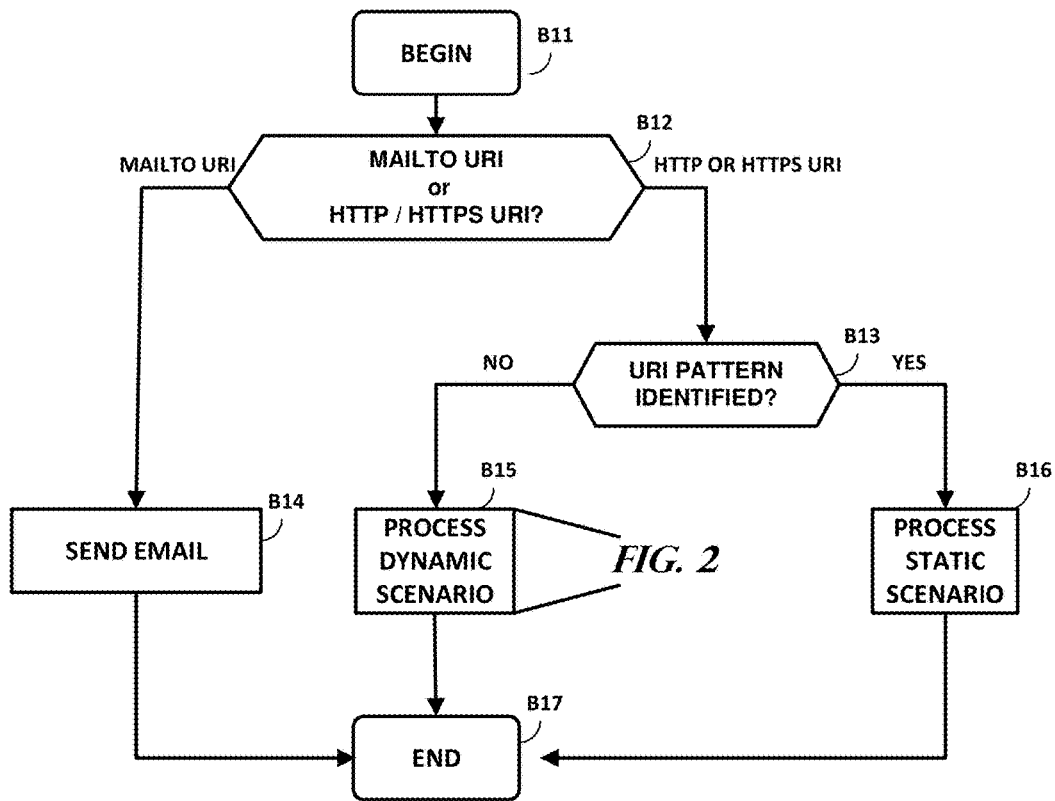 BEGIN
B11
B12
MAILTO URI
MAILTO URI
or
HTTP / HTTPS URI?
HTTP OR HTTPS URI
B13
NO
URI PATTERN
IDENTIFIED?
YES
B14
SEND EMAIL
B15
PROCESS
DYNAMIC
SCENARIO
FIG. 2
B16
PROCESS
STATIC
SCENARIO
B17
END